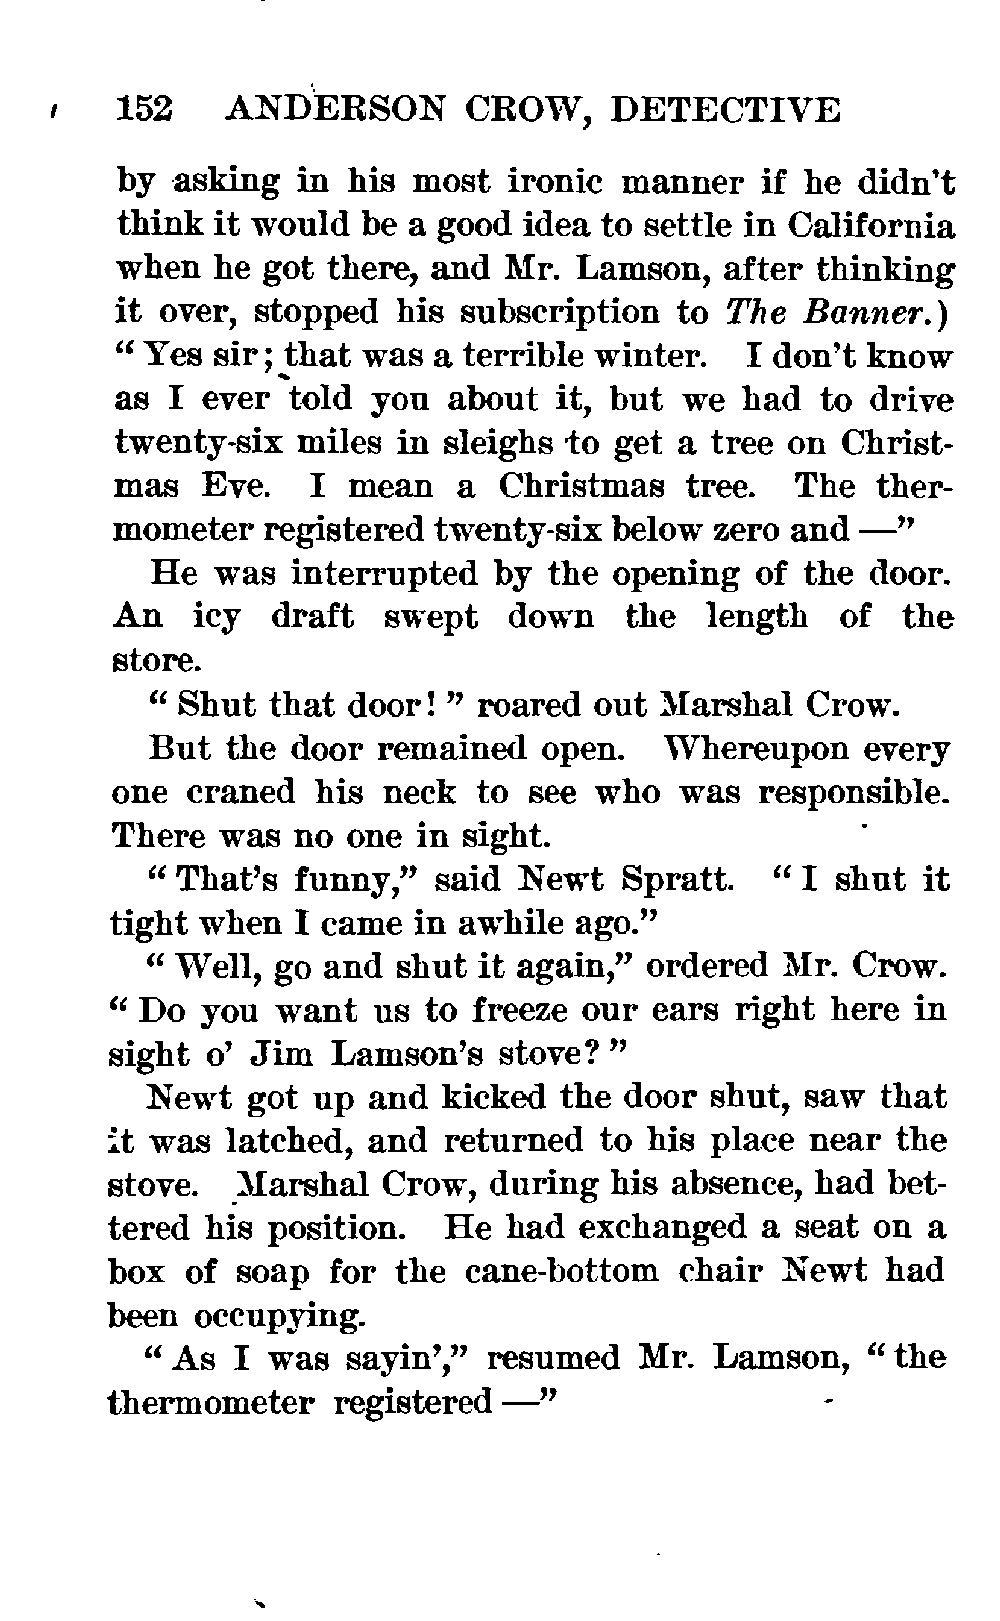 152 ANDERSON CROW, DETECTIVE
by asking in his most ironic manner if he didn't
think it would be a good idea to settle in California
when he got there, and Mr. Lamson, after thinking
it over, stopped his subscription to The Banner.)
“ Yes sir; that was a terrible winter. I don't know
as I ever told you about it, but we had to drive
twenty-six miles in sleighs to get a tree on Christ-
mas Eve. I mean a Christmas tree. The ther-
mometer registered twenty-six below zero and —”
He was interrupted by the opening of the door.
An icy draft swept down the length of the
store.
“ Shut that door! ” roared out Marshal Crow.
But the door remained open. Whereupon every
one craned his neck to see who was responsible.
There was no one in sight.
“ That's funny,” said Newt Spratt. “ I shut it
tight when I came in awhile ago.”
“ Well, go and shut it again,” ordered Mr. Crow.
“ Do you want us to freeze our ears right here in
sight o' Jim Lamson's stove? ”
Newt got up and kicked the door shut, saw that
it was latched, and returned to his place near the
stove. Marshal Crow, during his absence, had bet-
tered his position. He had exchanged a seat on a
box of soap for the cane-bottom chair Newt had
been occupying.
“ As I was sayin',” resumed Mr. Lamson, “ the
thermometer registered —”